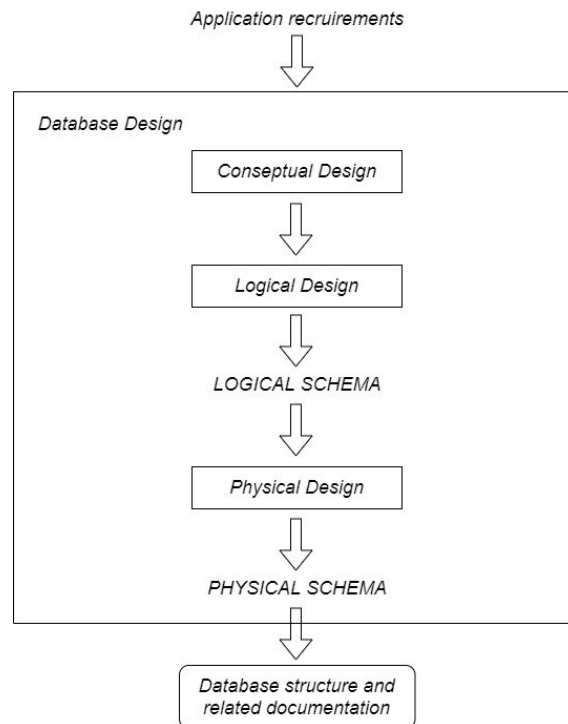 Application recruirements
Database Design
Conseptual Design
Logical Design
LOGICAL SCHEMA
Physical Design
PHYSICAL SCHEMA
Database structure and
related documentation